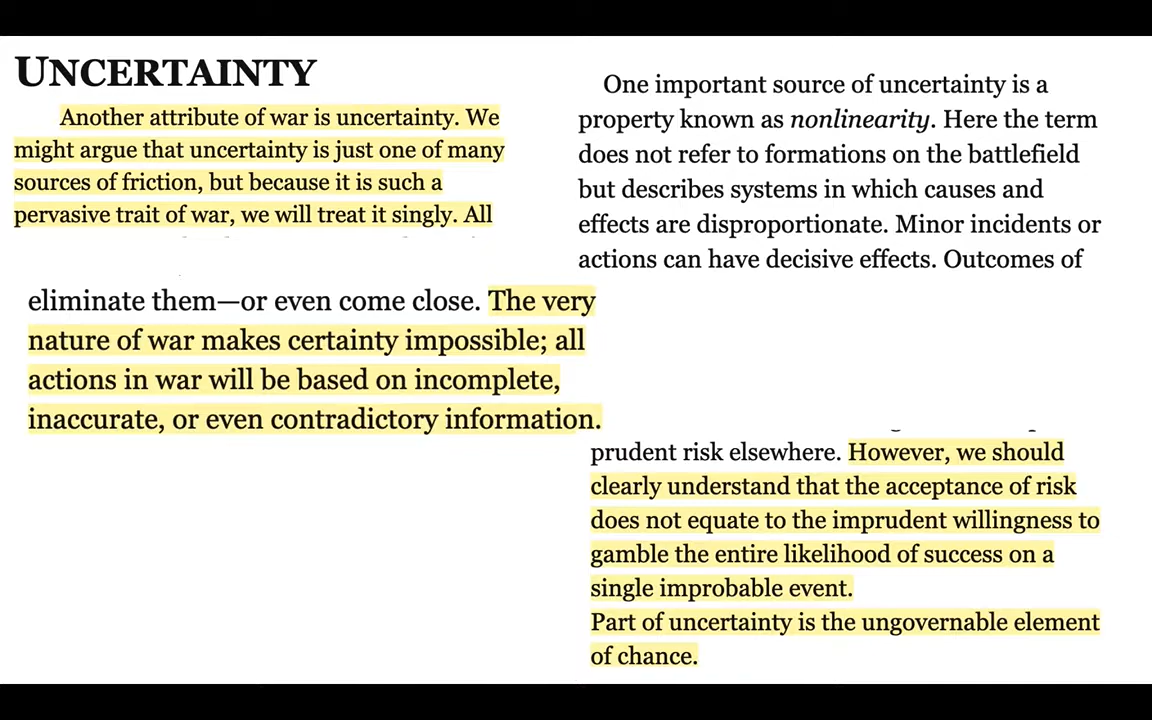 UNCERTAINTY
Another attribute of war is uncertainty. We
might argue that uncertainty is just one of many
sources of friction, but because it is such a
pervasive trait of war, we will treat it singly. All
eliminate them—or even come close. The very
nature of war makes certainty impossible; all
actions in war will be based on incomplete,
inaccurate, or even contradictory information.
One important source of uncertainty is a
property known as nonlinearity. Here the term
does not refer to formations on the battlefield
but describes systems in which causes and
effects are disproportionate. Minor incidents or
actions can have decisive effects. Outcomes of
prudent risk elsewhere. However, we should
clearly understand that the acceptance of risk
does not equate to the imprudent willingness to
gamble the entire likelihood of success on a
single improbable event.
Part of uncertainty is the ungovernable element
of chance.